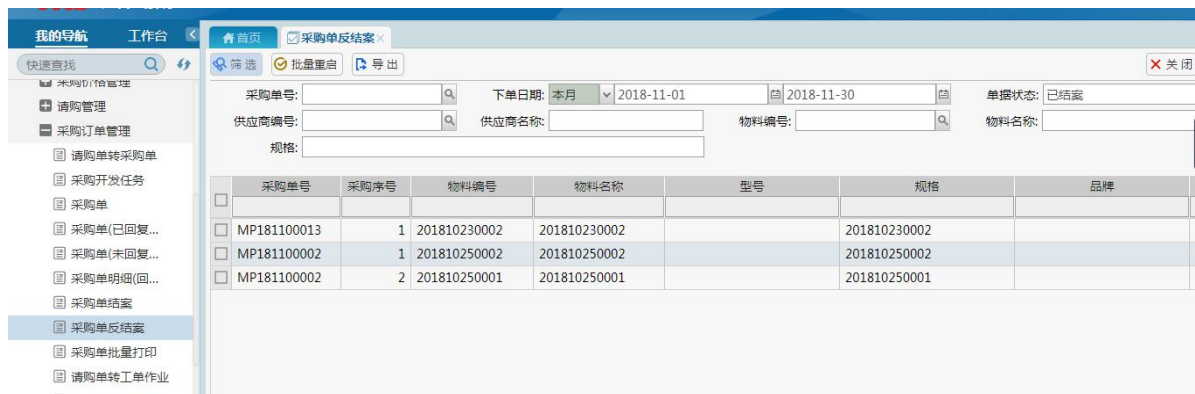 我的导航 工作台
首页 采购单反结案
快速查找
筛选 批量重启 导出 关闭
采购价格管理
请购管理
采购订单管理
请购单转采购单
采购开发任务
采购单
采购单(已回复...
采购单(未回复...
采购单明细(回...
采购单结案
采购单反结案
采购单批量打印
请购单转工单作业
采购单号: 下单日期: 本月 2018-11-01 2018-11-30 单据状态: 已结案
供应商编号: 供应商名称: 物料编号: 物料名称:
规格:
采购单号 采购序号 物料编号 物料名称 型号 规格 品牌
MP181100013 1 201810230002 201810230002 201810230002
MP181100002 1 201810250002 201810250002 201810250002
MP181100002 2 201810250001 201810250001 201810250001